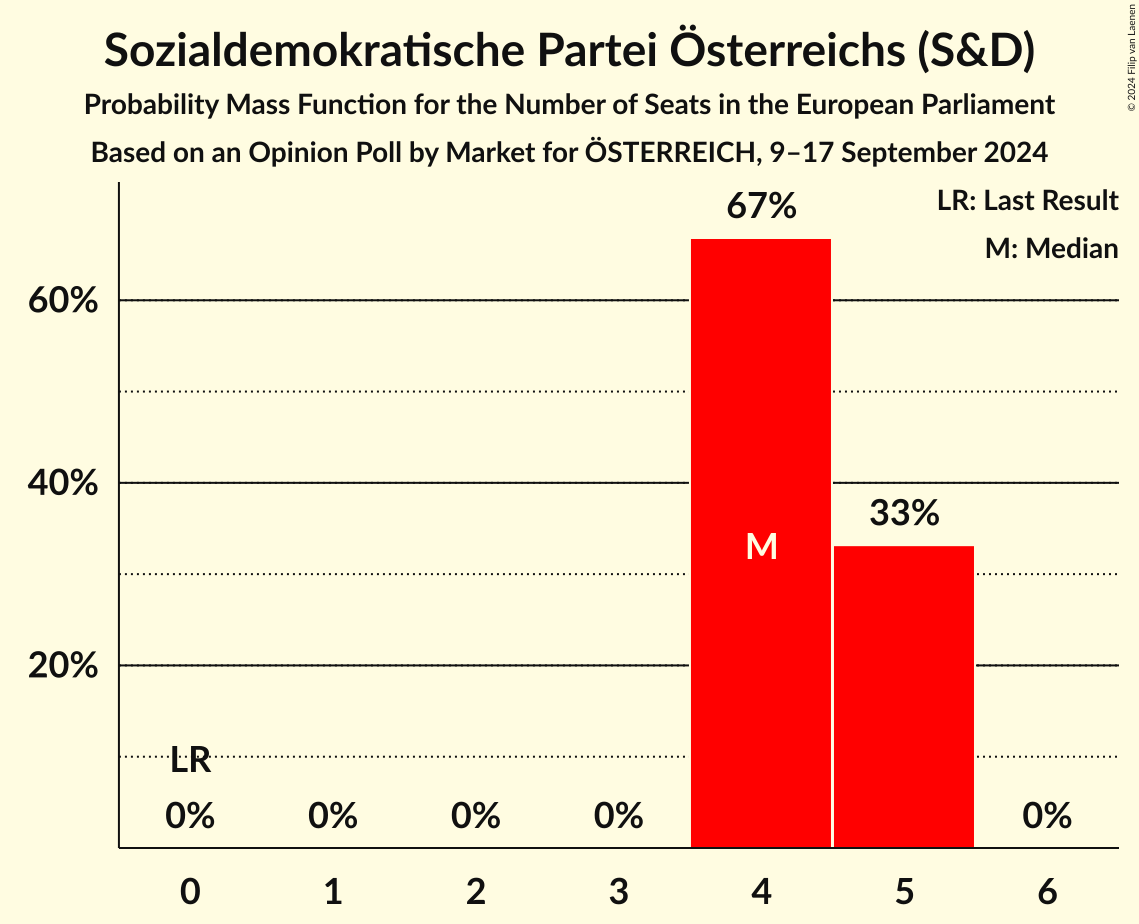 Sozialdemokratische Partei Österreichs (S&D)
Probability Mass Function for the Number of Seats in the European Parliament
Based on an Opinion Poll by Market for ÖSTERREICH, 9–17 September 2024
© 2024 Filip van Laenen
LR: Last Result
M: Median
67%
60%
40%
33%
M
20%
LR
0% 0% 0% 0% 0%
0 1 2 3 4 5 6